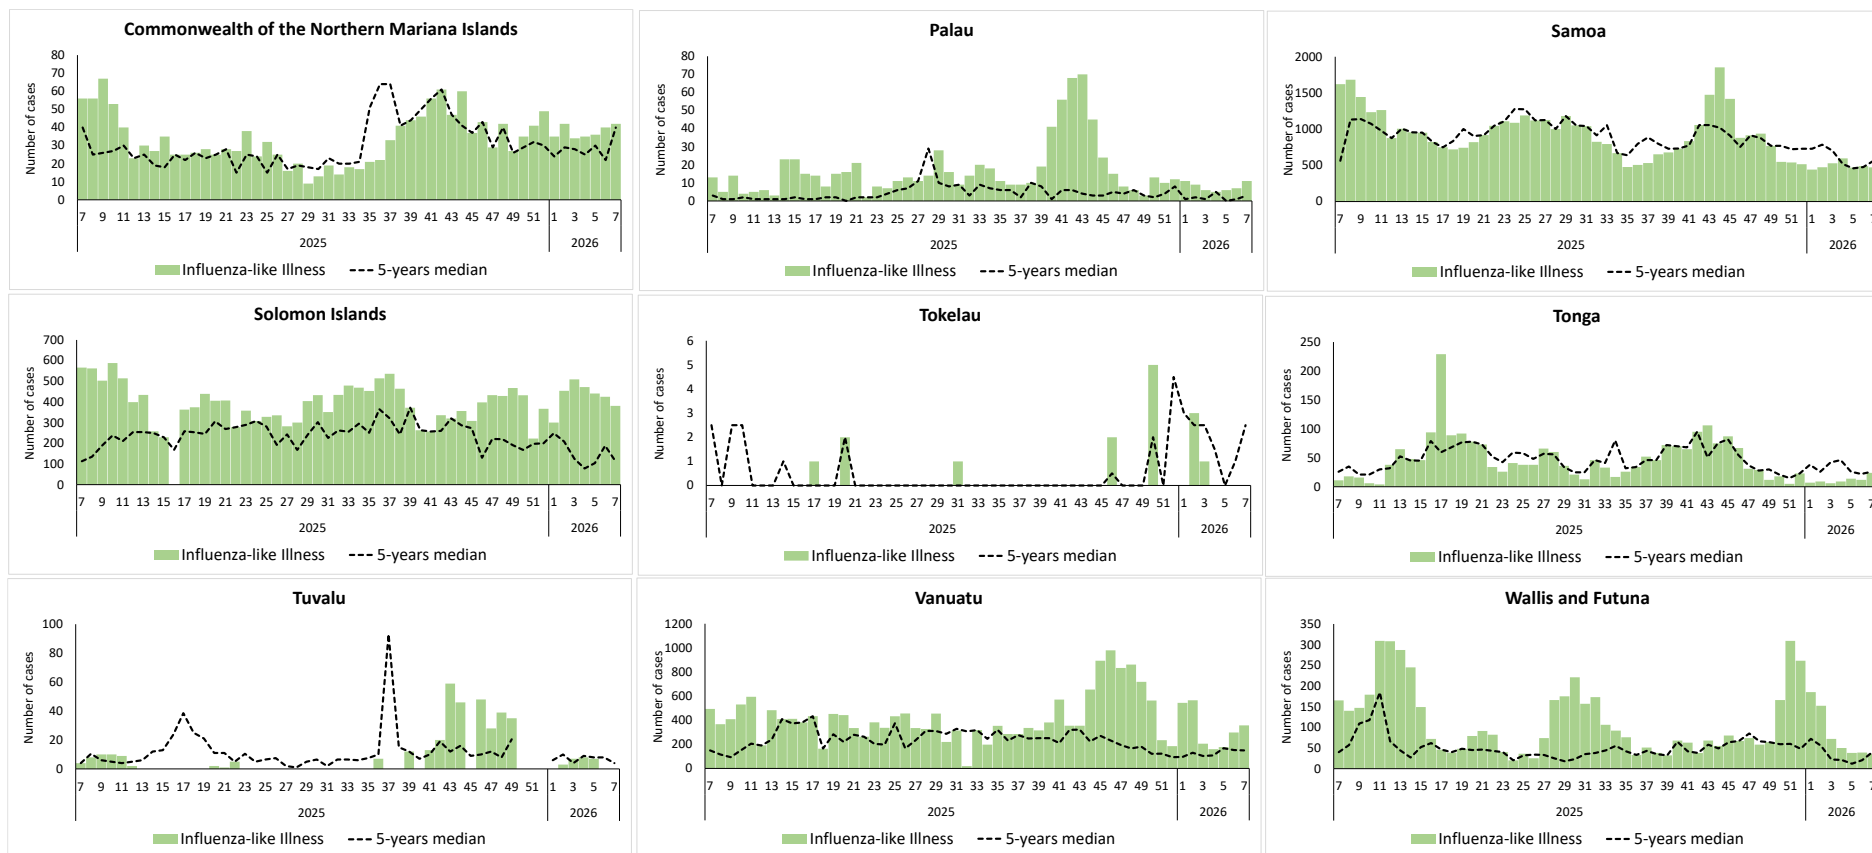 Commonwealth of the Northern Mariana Islands
Number of cases
80
70
60
50
40
30
20
10
0
7 9 11 13 15 17 19 21 23 25 27 29 31 33 35 37 39 41 43 45 47 49 51 1 3 5 7
2025 2026
Influenza-like Illness 5-years median
Palau
Number of cases
80
70
60
50
40
30
20
10
0
7 9 11 13 15 17 19 21 23 25 27 29 31 33 35 37 39 41 43 45 47 49 51 1 3 5 7
2025 2026
Influenza-like Illness 5-years median
Samoa
Number of cases
2000
1500
1000
500
0
7 9 11 13 15 17 19 21 23 25 27 29 31 33 35 37 39 41 43 45 47 49 51 1 3 5 7
2025 2026
Influenza-like Illness 5-years median
Solomon Islands
Number of cases
700
600
500
400
300
200
100
0
7 9 11 13 15 17 19 21 23 25 27 29 31 33 35 37 39 41 43 45 47 49 51 1 3 5 7
2025 2026
Influenza-like Illness 5-years median
Tokelau
Number of cases
6
5
4
3
2
1
0
7 9 11 13 15 17 19 21 23 25 27 29 31 33 35 37 39 41 43 45 47 49 51 1 3 5 7
2025 2026
Influenza-like Illness 5-years median
Tonga
Number of cases
250
200
150
100
50
0
7 9 11 13 15 17 19 21 23 25 27 29 31 33 35 37 39 41 43 45 47 49 51 1 3 5 7
2025 2026
Influenza-like Illness 5-years median
Tuvalu
Number of cases
100
80
60
40
20
0
7 9 11 13 15 17 19 21 23 25 27 29 31 33 35 37 39 41 43 45 47 49 51 1 3 5 7
2025 2026
Influenza-like Illness 5-years median
Vanuatu
Number of cases
1200
1000
800
600
400
200
0
7 9 11 13 15 17 19 21 23 25 27 29 31 33 35 37 39 41 43 45 47 49 51 1 3 5 7
2025 2026
Influenza-like Illness 5-years median
Wallis and Futuna
Number of cases
350
300
250
200
150
100
50
0
7 9 11 13 15 17 19 21 23 25 27 29 31 33 35 37 39 41 43 45 47 49 51 1 3 5 7
2025 2026
Influenza-like Illness 5-years median